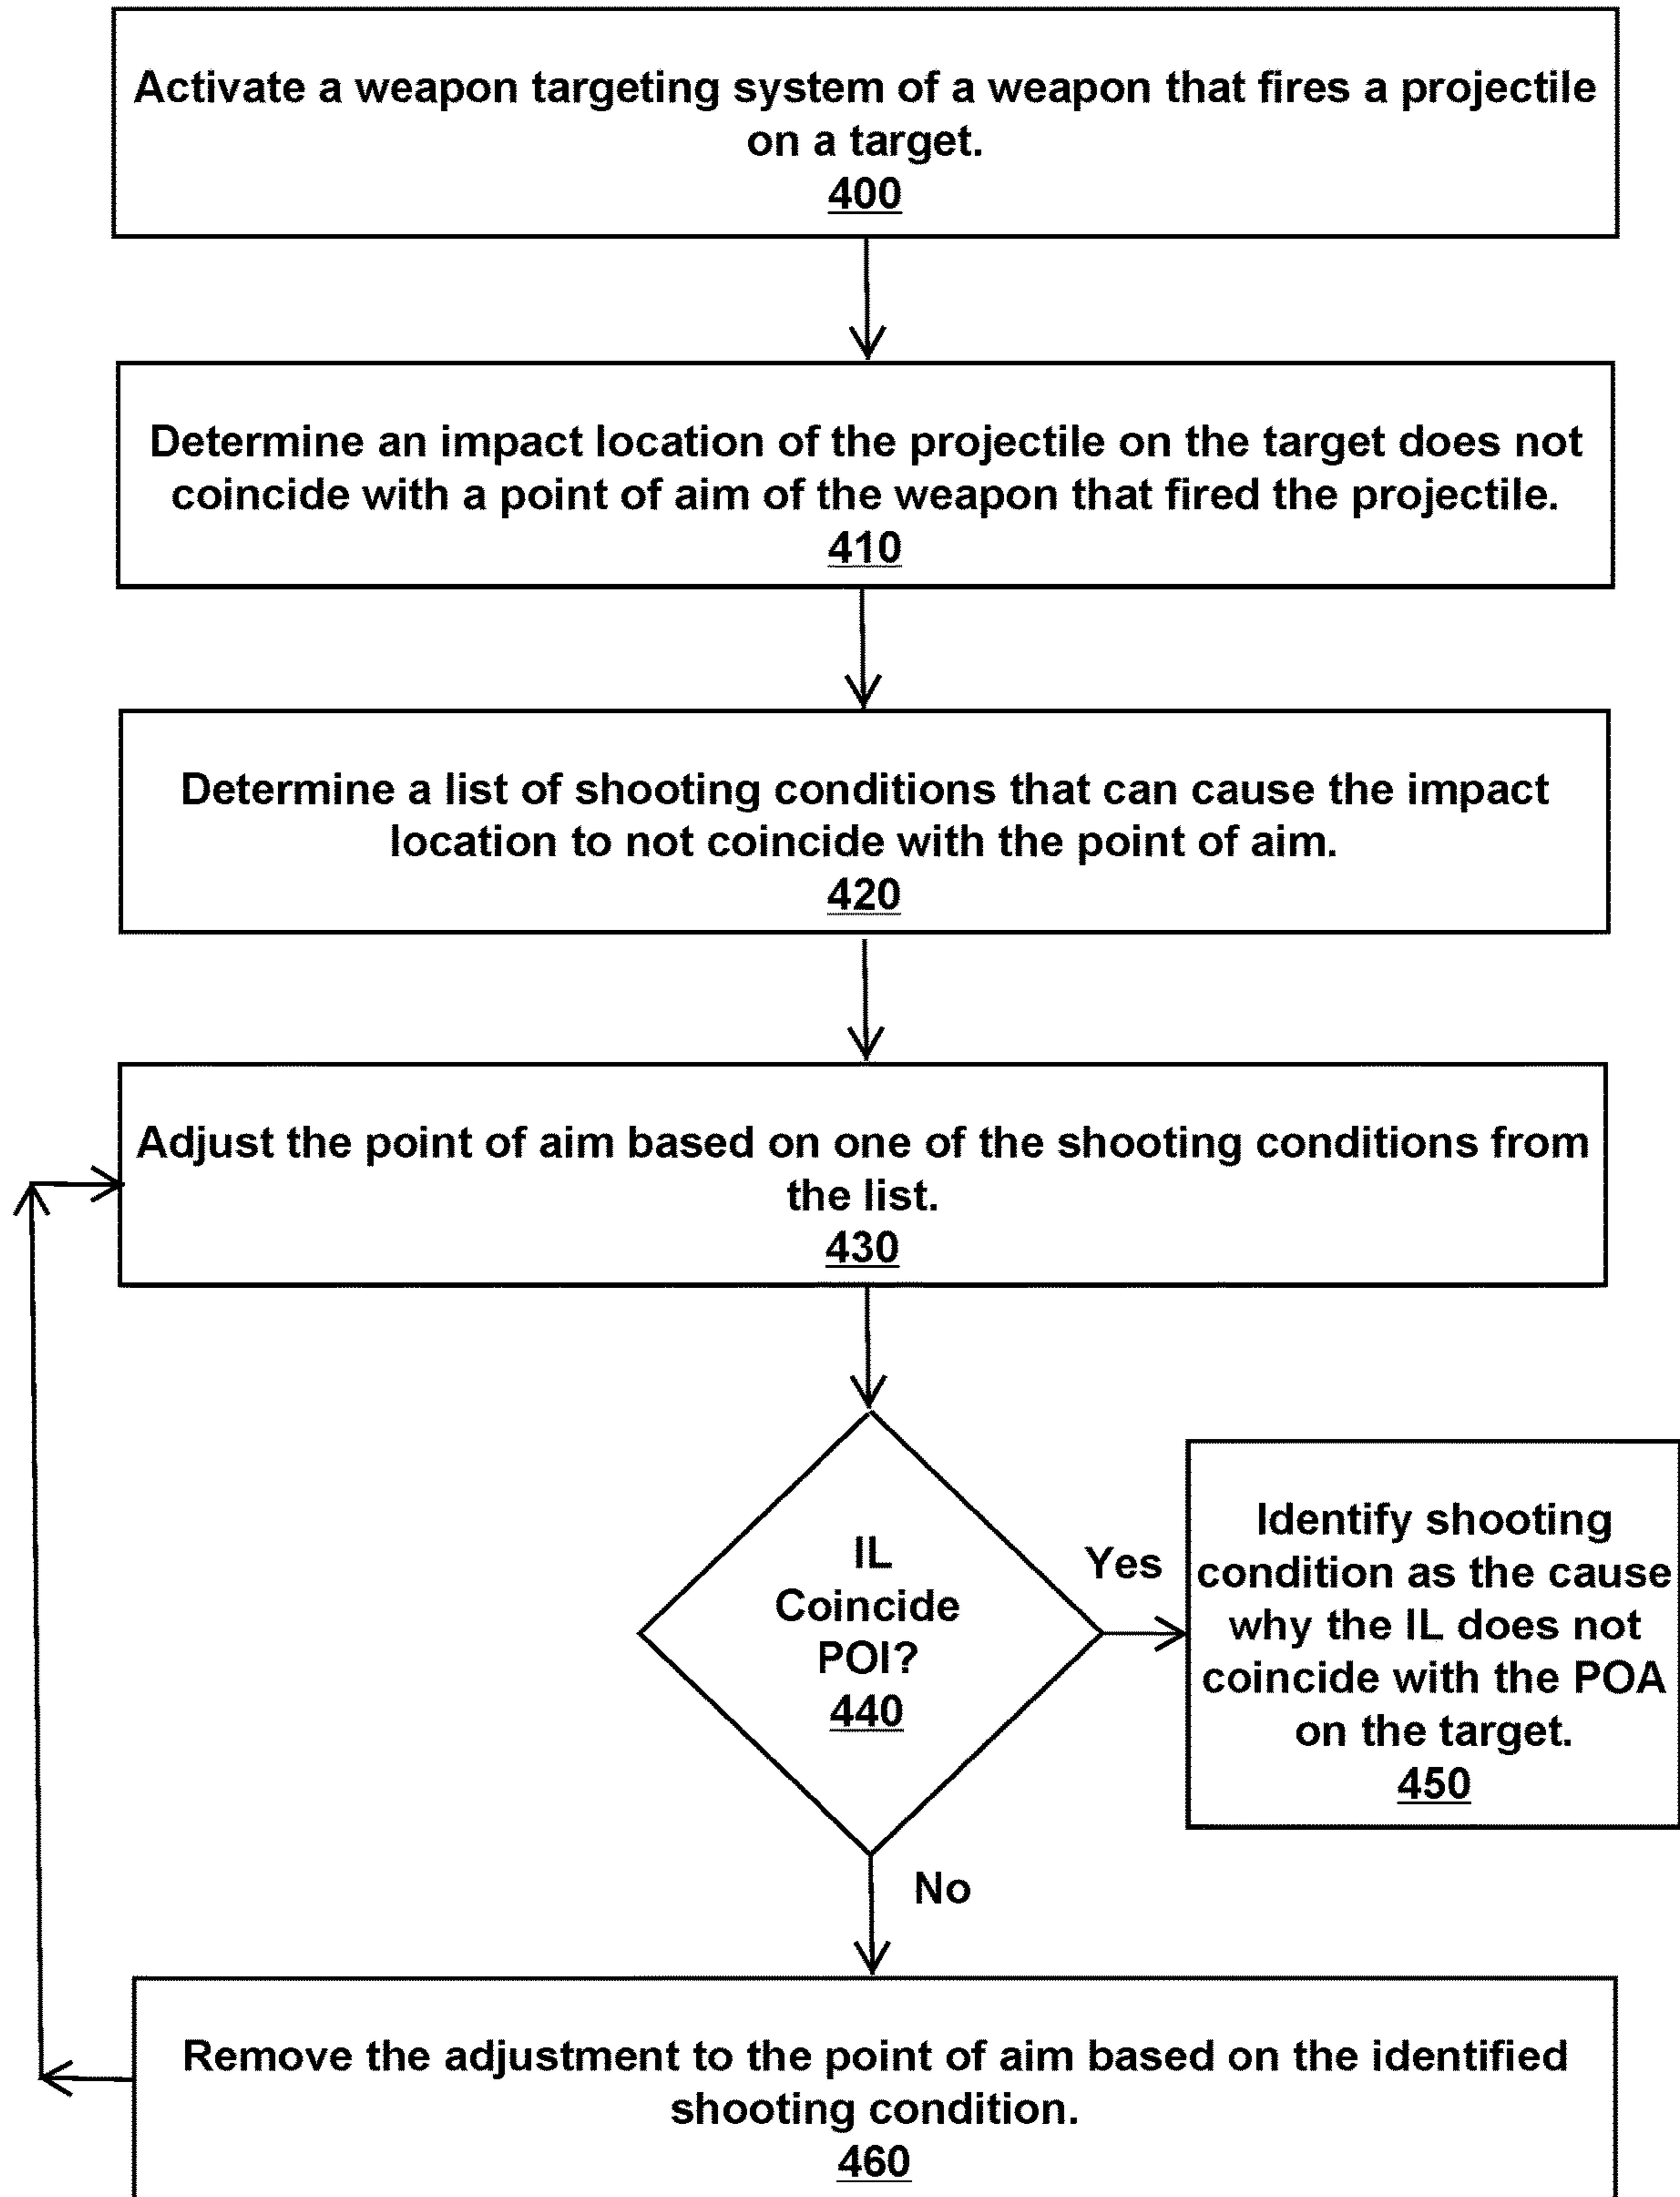 Activate a weapon targeting system of a weapon that fires a projectile
on a target.
400
Determine an impact location of the projectile on the target does not
coincide with a point of aim of the weapon that fired the projectile.
410
Determine a list of shooting conditions that can cause the impact
location to not coincide with the point of aim.
420
Adjust the point of aim based on one of the shooting conditions from
the list.
430
IL
Coincide
POI?
440
Yes
Identify shooting
condition as the cause
why the IL does not
coincide with the POA
on the target.
450
No
Remove the adjustment to the point of aim based on the identified
shooting condition.
460